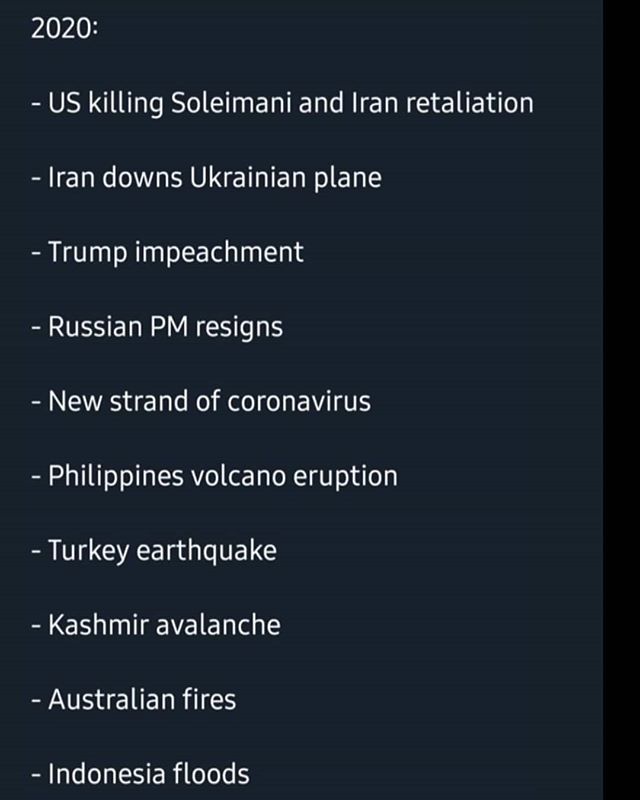 2020:
- US killing Soleimani and Iran retaliation
- Iran downs Ukrainian plane
- Trump impeachment
- Russian PM resigns
- New strand of coronavirus
- Philippines volcano eruption
- Turkey earthquake
- Kashmir avalanche
- Australian fires
- Indonesia floods